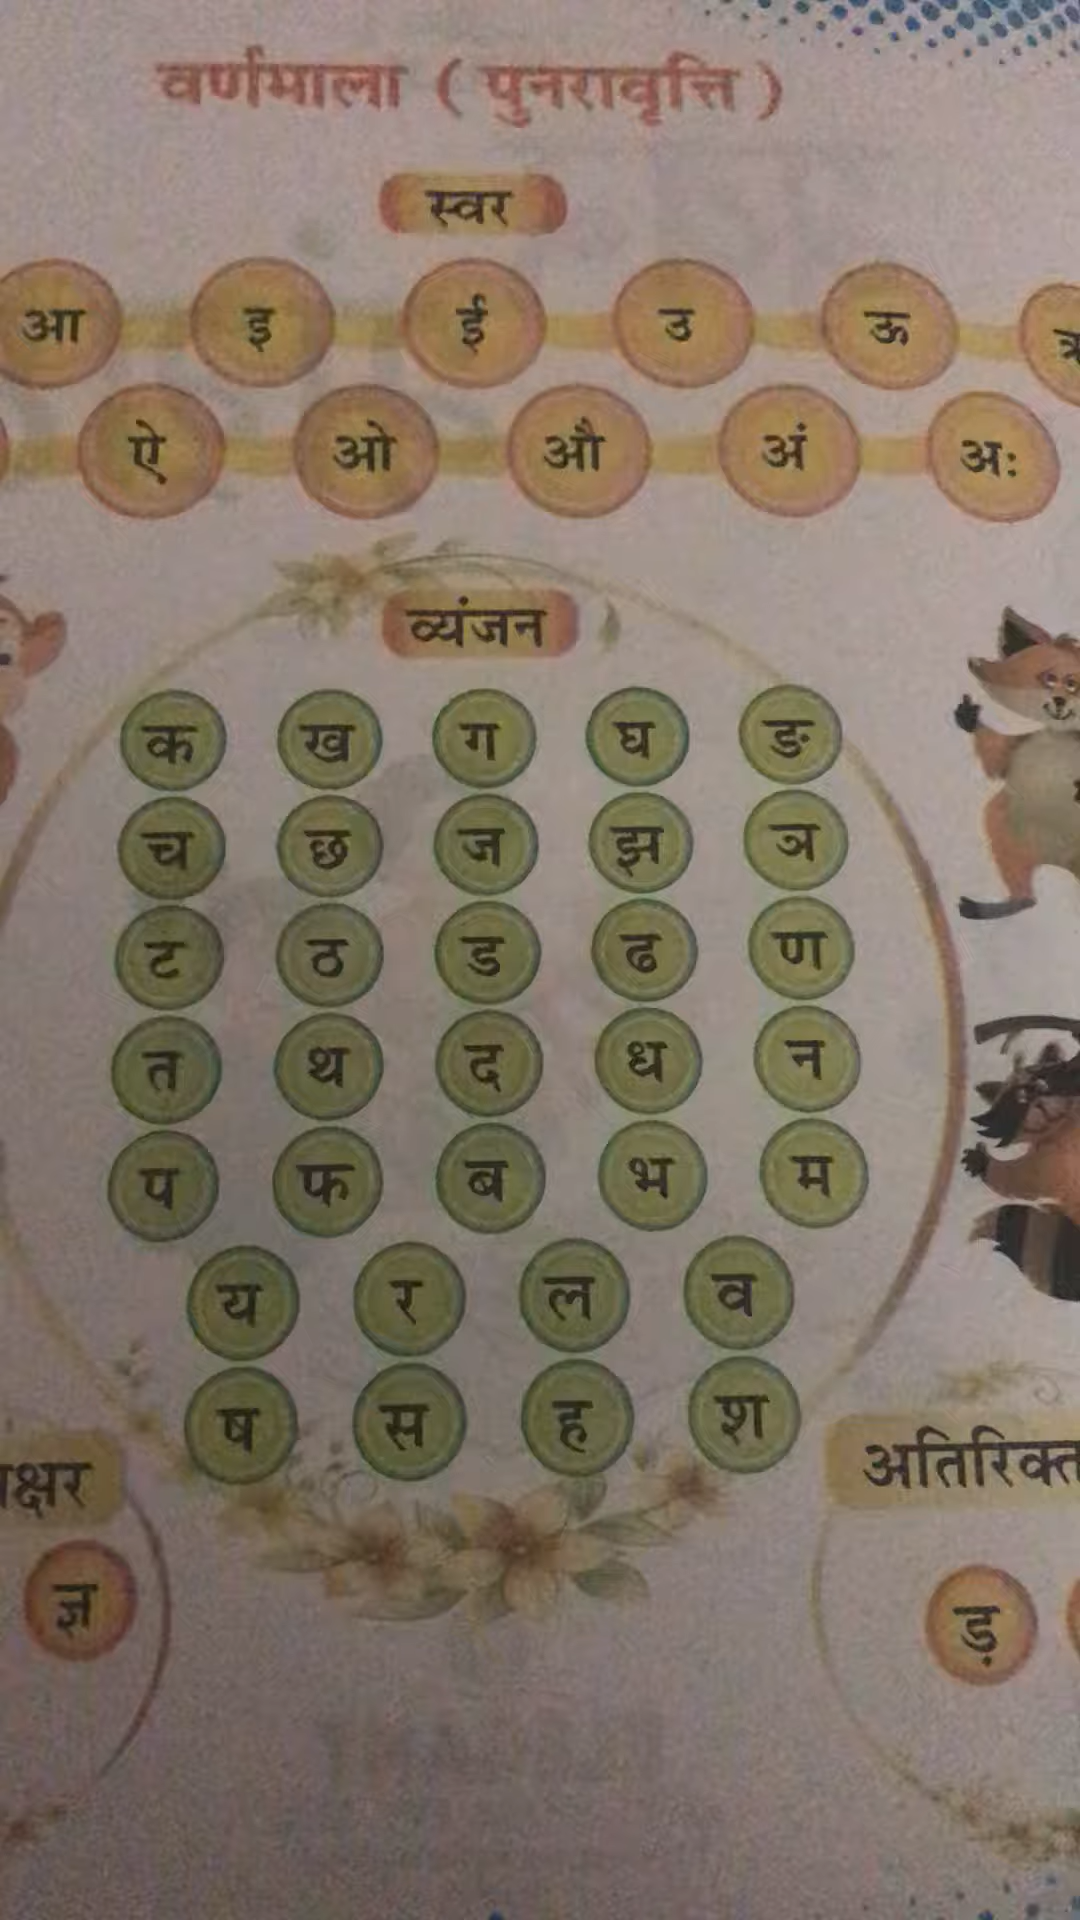 वर्णमाला ( पुनरावृत्ति )
स्वर
आ इ ई उ ऊ
ऐ ओ औ अं अः
व्यंजन
क ख ग घ ङ
च छ ज झ ञ
ट ठ ड ढ ण
त थ द ध न
प फ ब भ म
य र ल व
ष स ह श
अतिरिक्त
ज्ञ ड़